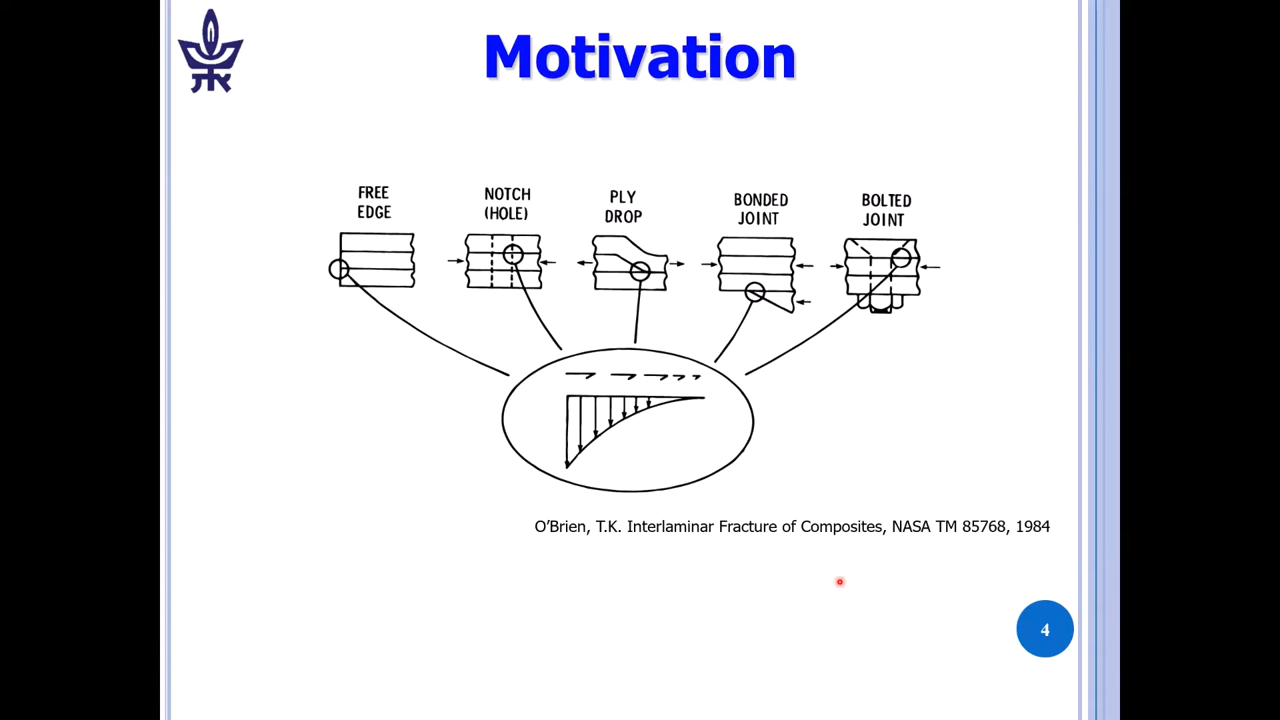 Motivation
FREE
EDGE
NOTCH
(HOLE)
PLY
DROP
BONDED
JOINT
BOLTED
JOINT
O’Brien, T.K. Interlaminar Fracture of Composites, NASA TM 85768, 1984
4